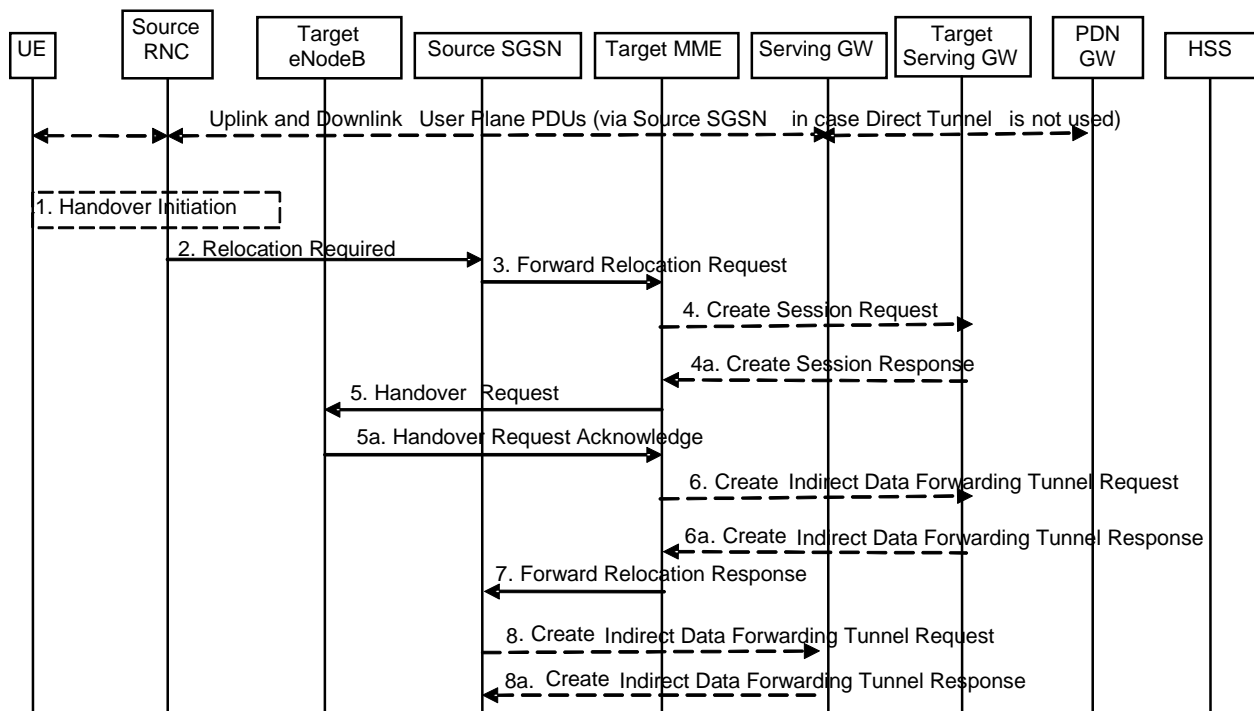 UE
Source
RNC
Target
eNodeB
Source SGSN
Target MME
Serving GW
Target
Serving GW
PDN
GW
HSS
Uplink and Downlink User Plane PDUs (via Source SGSN in case Direct Tunnel is not used)
1. Handover Initiation
2. Relocation Required
3. Forward Relocation Request
4. Create Session Request
4a. Create Session Response
5. Handover Request
5a. Handover Request Acknowledge
6. Create Indirect Data Forwarding Tunnel Request
6a. Create Indirect Data Forwarding Tunnel Response
7. Forward Relocation Response
8. Create Indirect Data Forwarding Tunnel Request
8a. Create Indirect Data Forwarding Tunnel Response